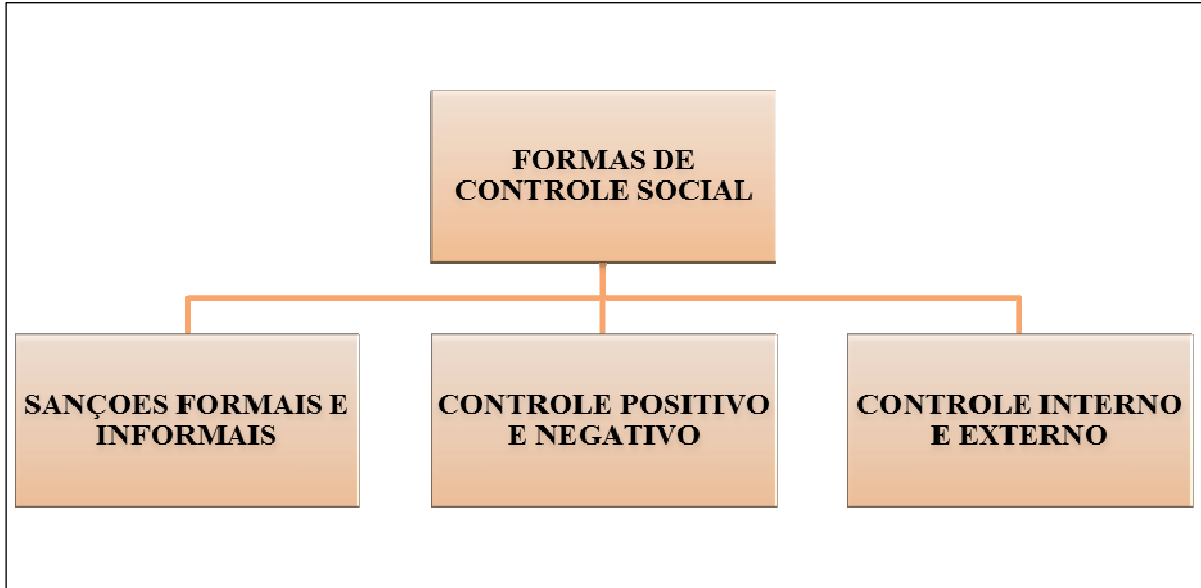 FORMAS DE
CONTROLE SOCIAL
SANÇOES FORMAIS E
INFORMAIS
CONTROLE POSITIVO
E NEGATIVO
CONTROLE INTERNO
E EXTERNO